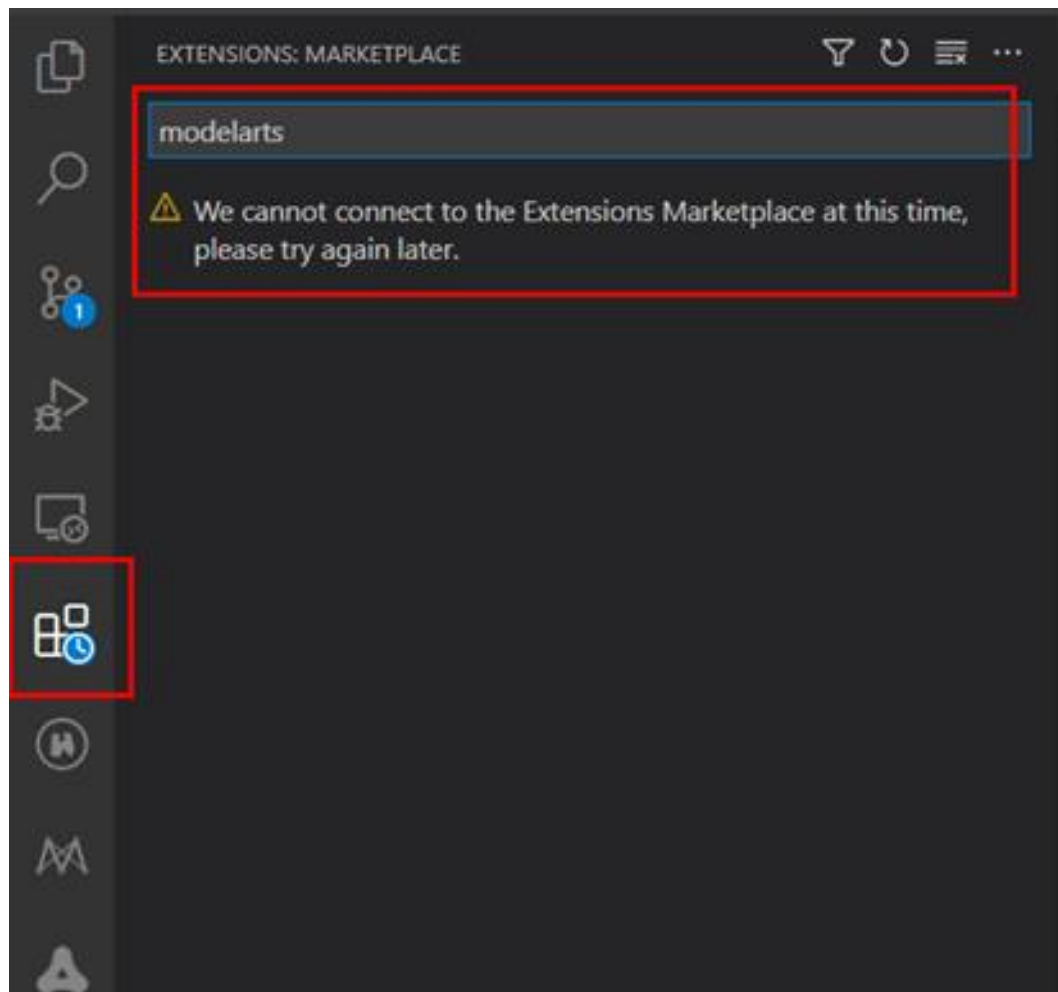 EXTENSIONS: MARKETPLACE
modelarts
We cannot connect to the Extensions Marketplace at this time,
please try again later.
1